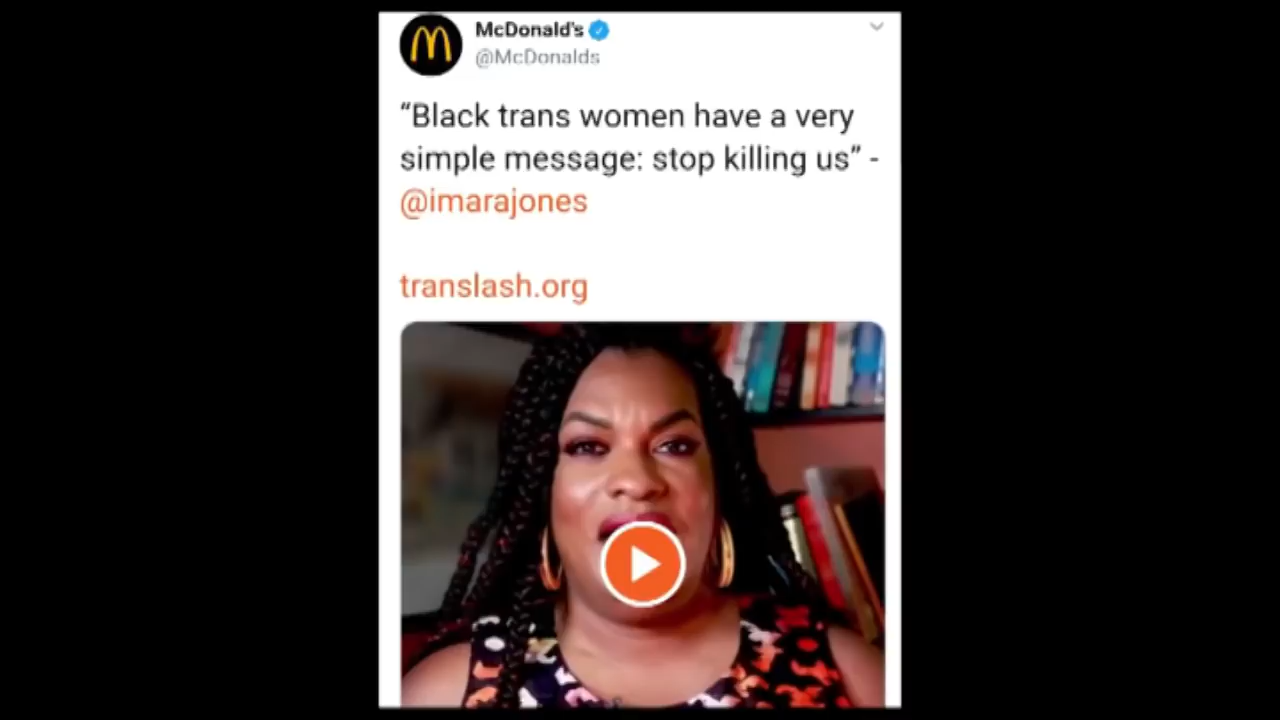 McDonald's
@McDonalds
“Black trans women have a very
simple message: stop killing us” -
@imarajones
translash.org